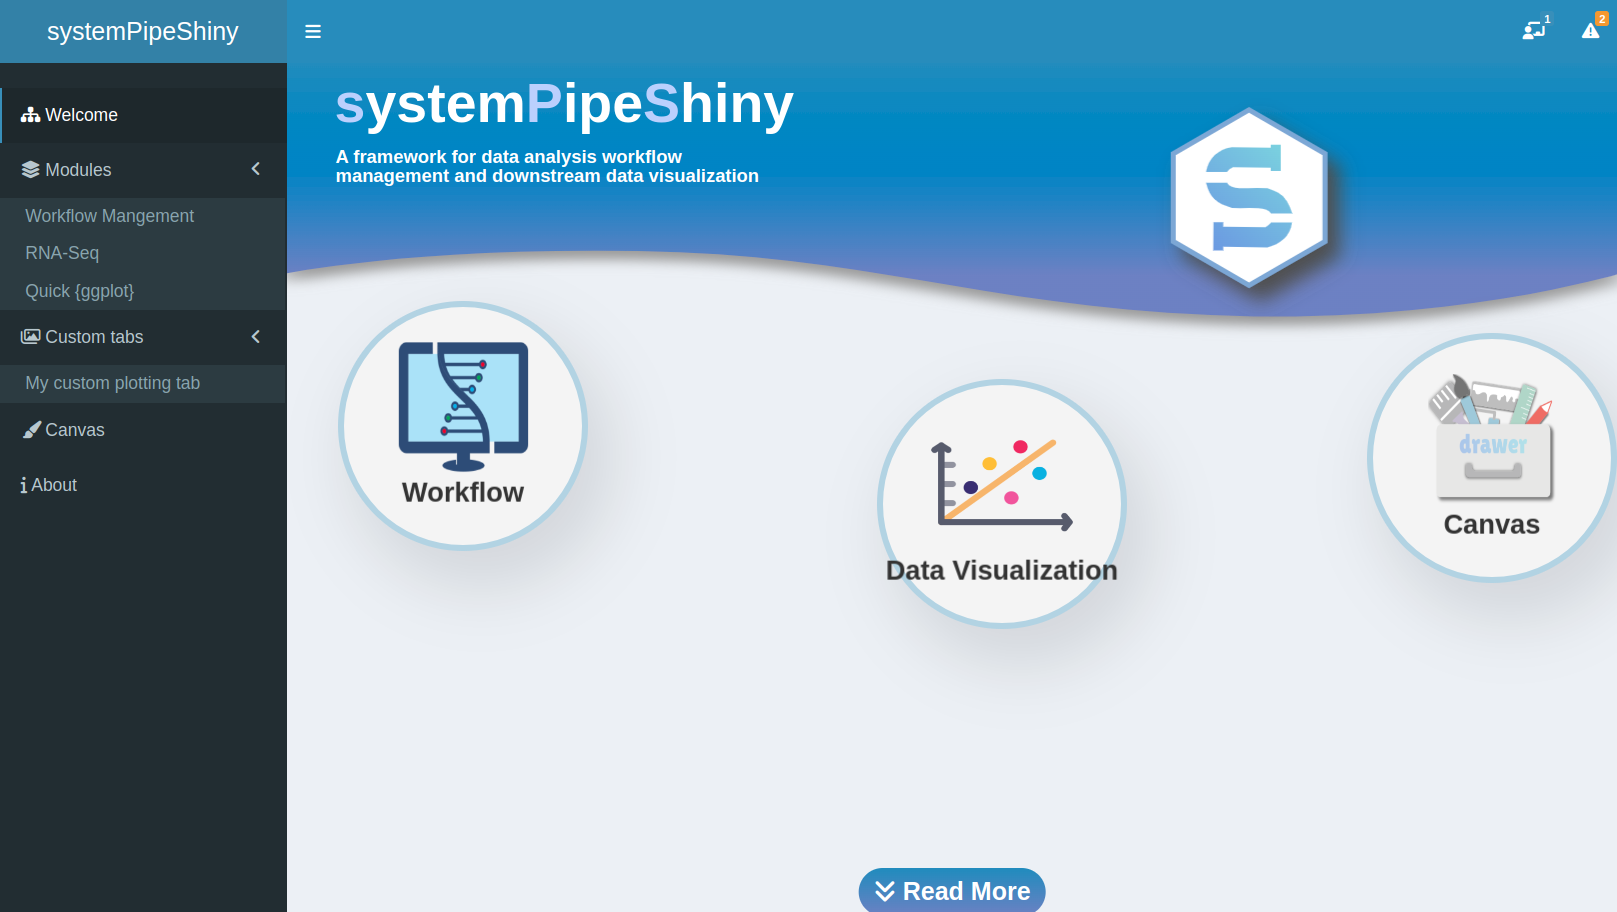 systemPipeShiny
1
2
Welcome
Modules
Workflow Mangement
RNA-Seq
Quick {ggplot}
Custom tabs
My custom plotting tab
Canvas
About
systemPipeShiny
A framework for data analysis workflow
management and downstream data visualization
Workflow
Data Visualization
drawer
Canvas
Read More